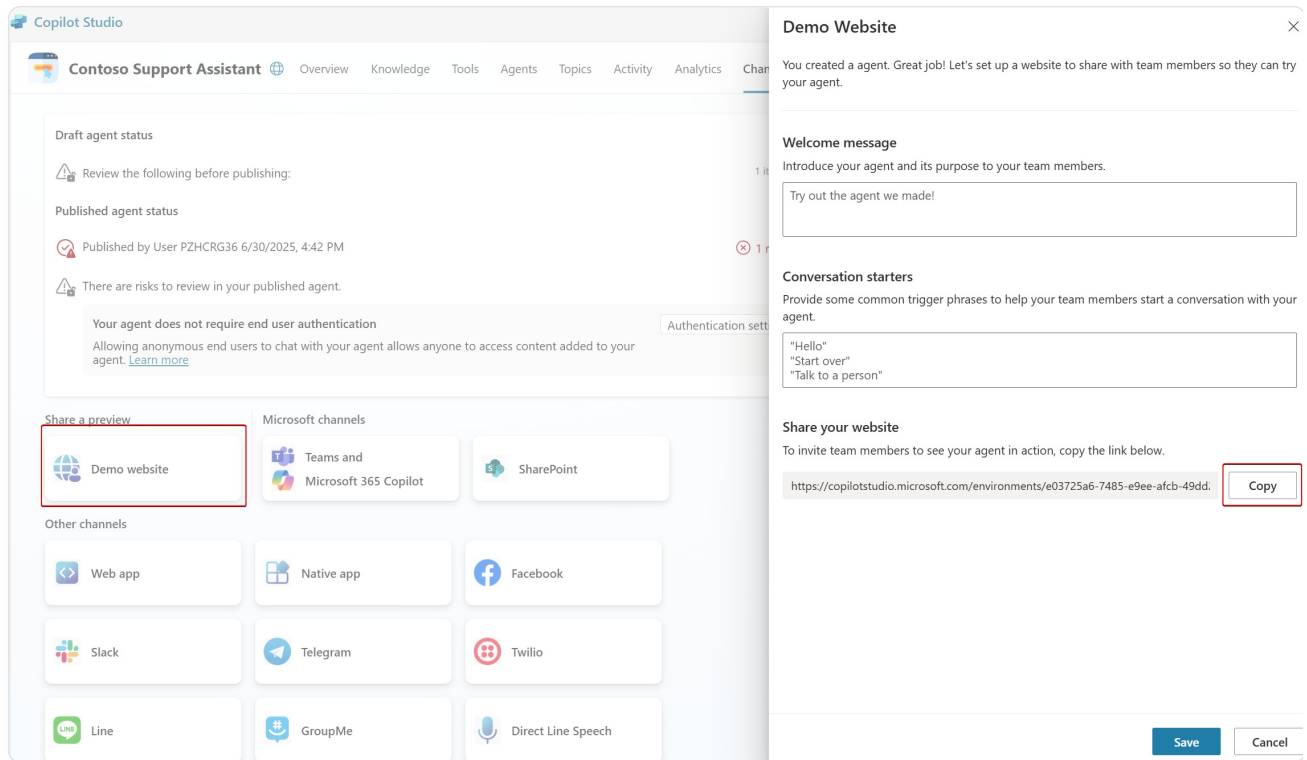 Copilot Studio
Contoso Support Assistant
Overview Knowledge Tools Agents Topics Activity Analytics Chan
Draft agent status
Review the following before publishing:
1 it
Published agent status
Published by User PZHCRG36 6/30/2025, 4:42 PM
1 r
There are risks to review in your published agent.
Your agent does not require end user authentication
Authentication sett
Allowing anonymous end users to chat with your agent allows anyone to access content added to your
agent. Learn more
Share a preview
Demo website
Microsoft channels
Teams and
Microsoft 365 Copilot
SharePoint
Other channels
Web app
Native app
Facebook
Slack
Telegram
Twilio
LINE
Line
GroupMe
Direct Line Speech
Demo Website
You created a agent. Great job! Let's set up a website to share with team members so they can try
your agent.
Welcome message
Introduce your agent and its purpose to your team members.
Try out the agent we made!
Conversation starters
Provide some common trigger phrases to help your team members start a conversation with your
agent.
"Hello"
"Start over"
"Talk to a person"
Share your website
To invite team members to see your agent in action, copy the link below.
https://copilotstudio.microsoft.com/environments/e03725a6-7485-e9ee-afcb-49dd
Copy
Save
Cancel